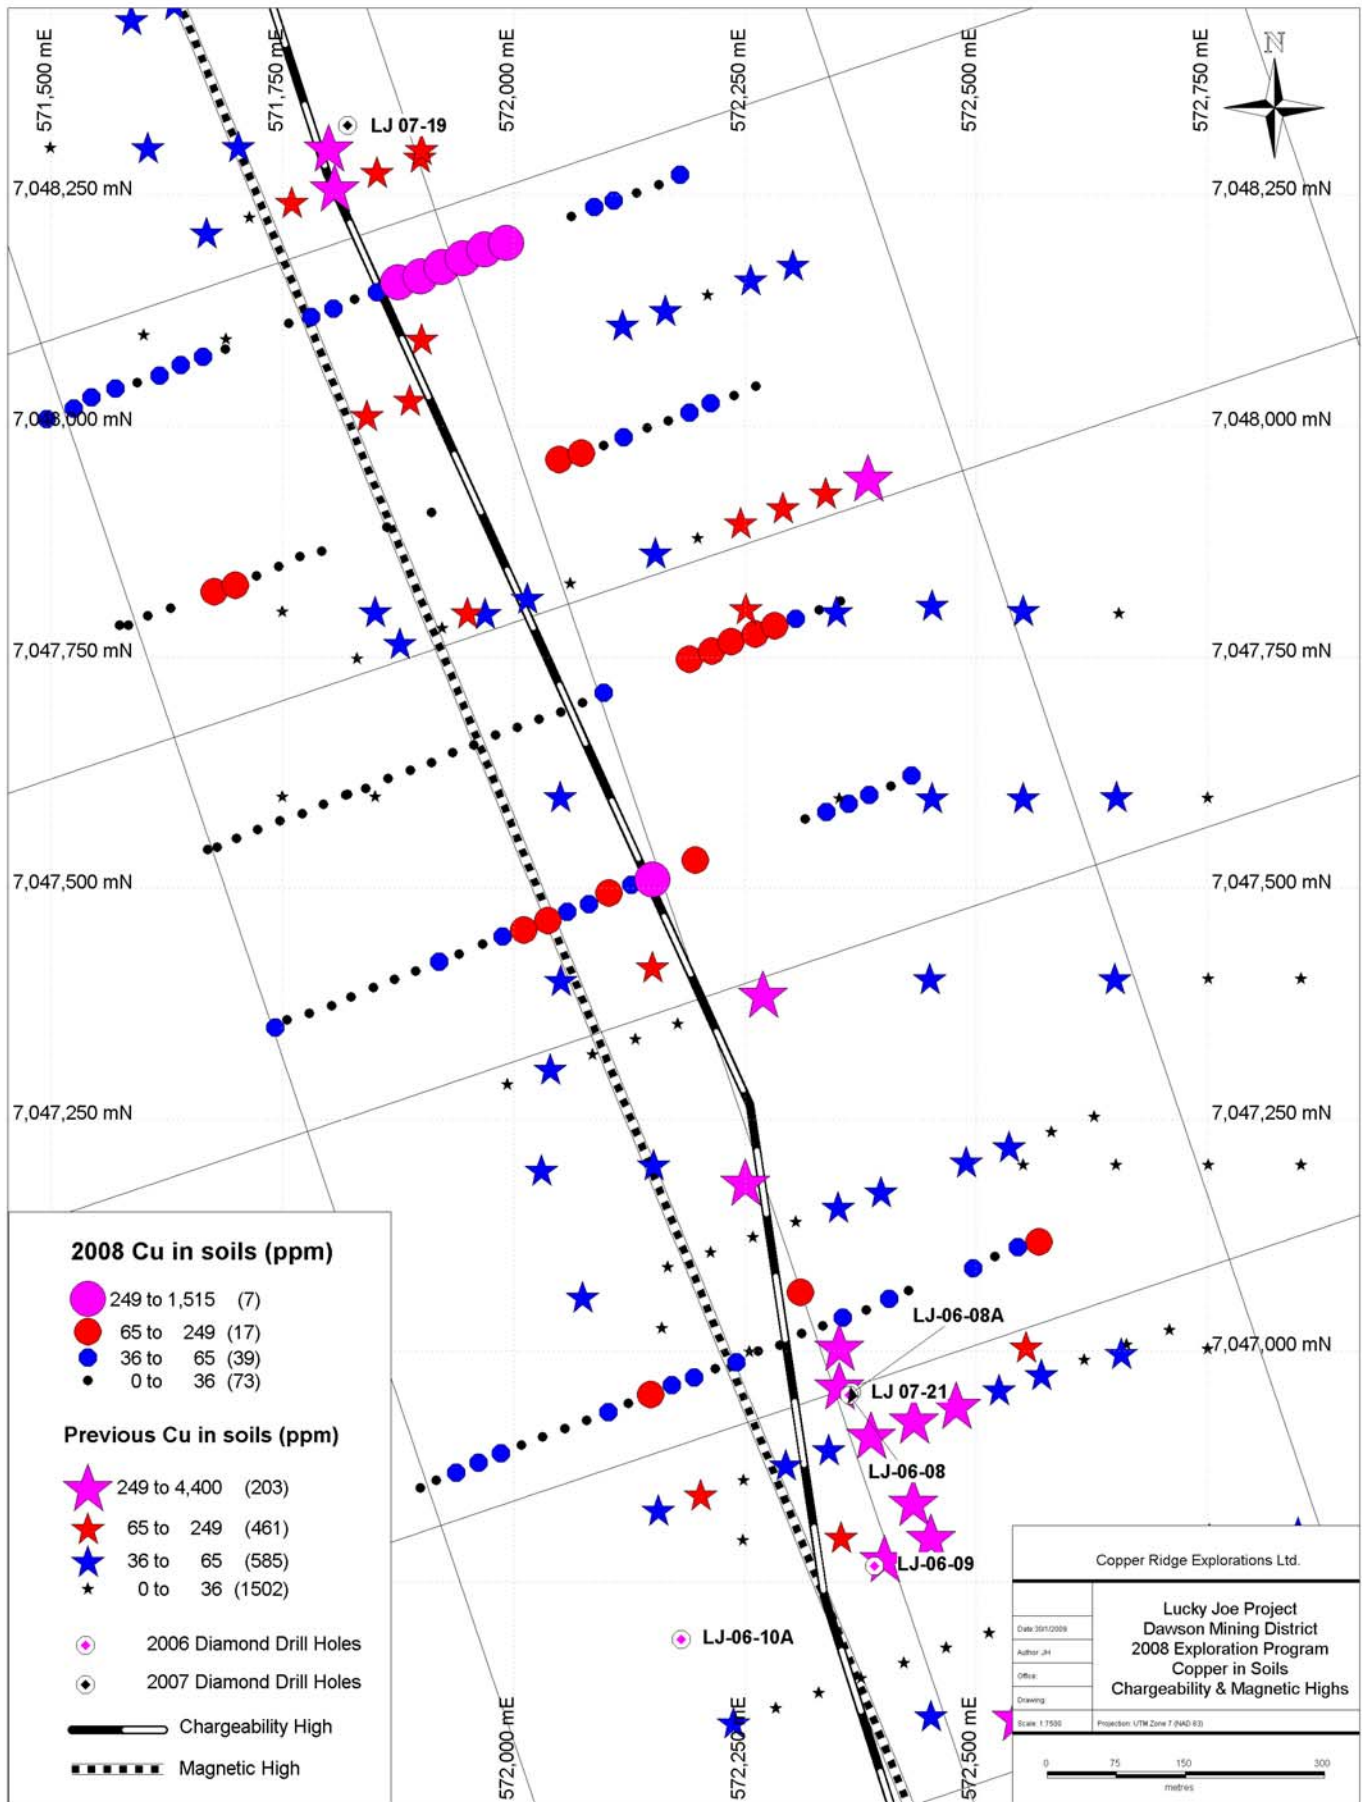 571,500 mE
571,750 mE
572,000 mE
572,250 mE
572,500 mE
572,750 mE
N
LJ 07-19
7,048,250 mN
7,048,250 mN
7,048,000 mN
7,048,000 mN
7,047,750 mN
7,047,750 mN
7,047,500 mN
7,047,500 mN
7,047,250 mN
7,047,250 mN
LJ-06-08A
7,047,000 mN
LJ 07-21
LJ-06-08
LJ-06-09
LJ-06-10A
572,000 mE
572,250 mE
572,500 mE
2008 Cu in soils (ppm)
249 to 1,515 (7)
65 to 249 (17)
36 to 65 (39)
0 to 36 (73)
Previous Cu in soils (ppm)
249 to 4,400 (203)
65 to 249 (461)
36 to 65 (585)
0 to 36 (1502)
2006 Diamond Drill Holes
2007 Diamond Drill Holes
Chargeability High
Magnetic High
Copper Ridge Explorations Ltd.
Lucky Joe Project
Dawson Mining District
2008 Exploration Program
Copper in Soils
Chargeability & Magnetic Highs
Date:
Author: JH
Office:
Drawing:
Scale: 1:7500
Projection: UTM Zone 7 (NAD 83)
0 75 150 300
metres